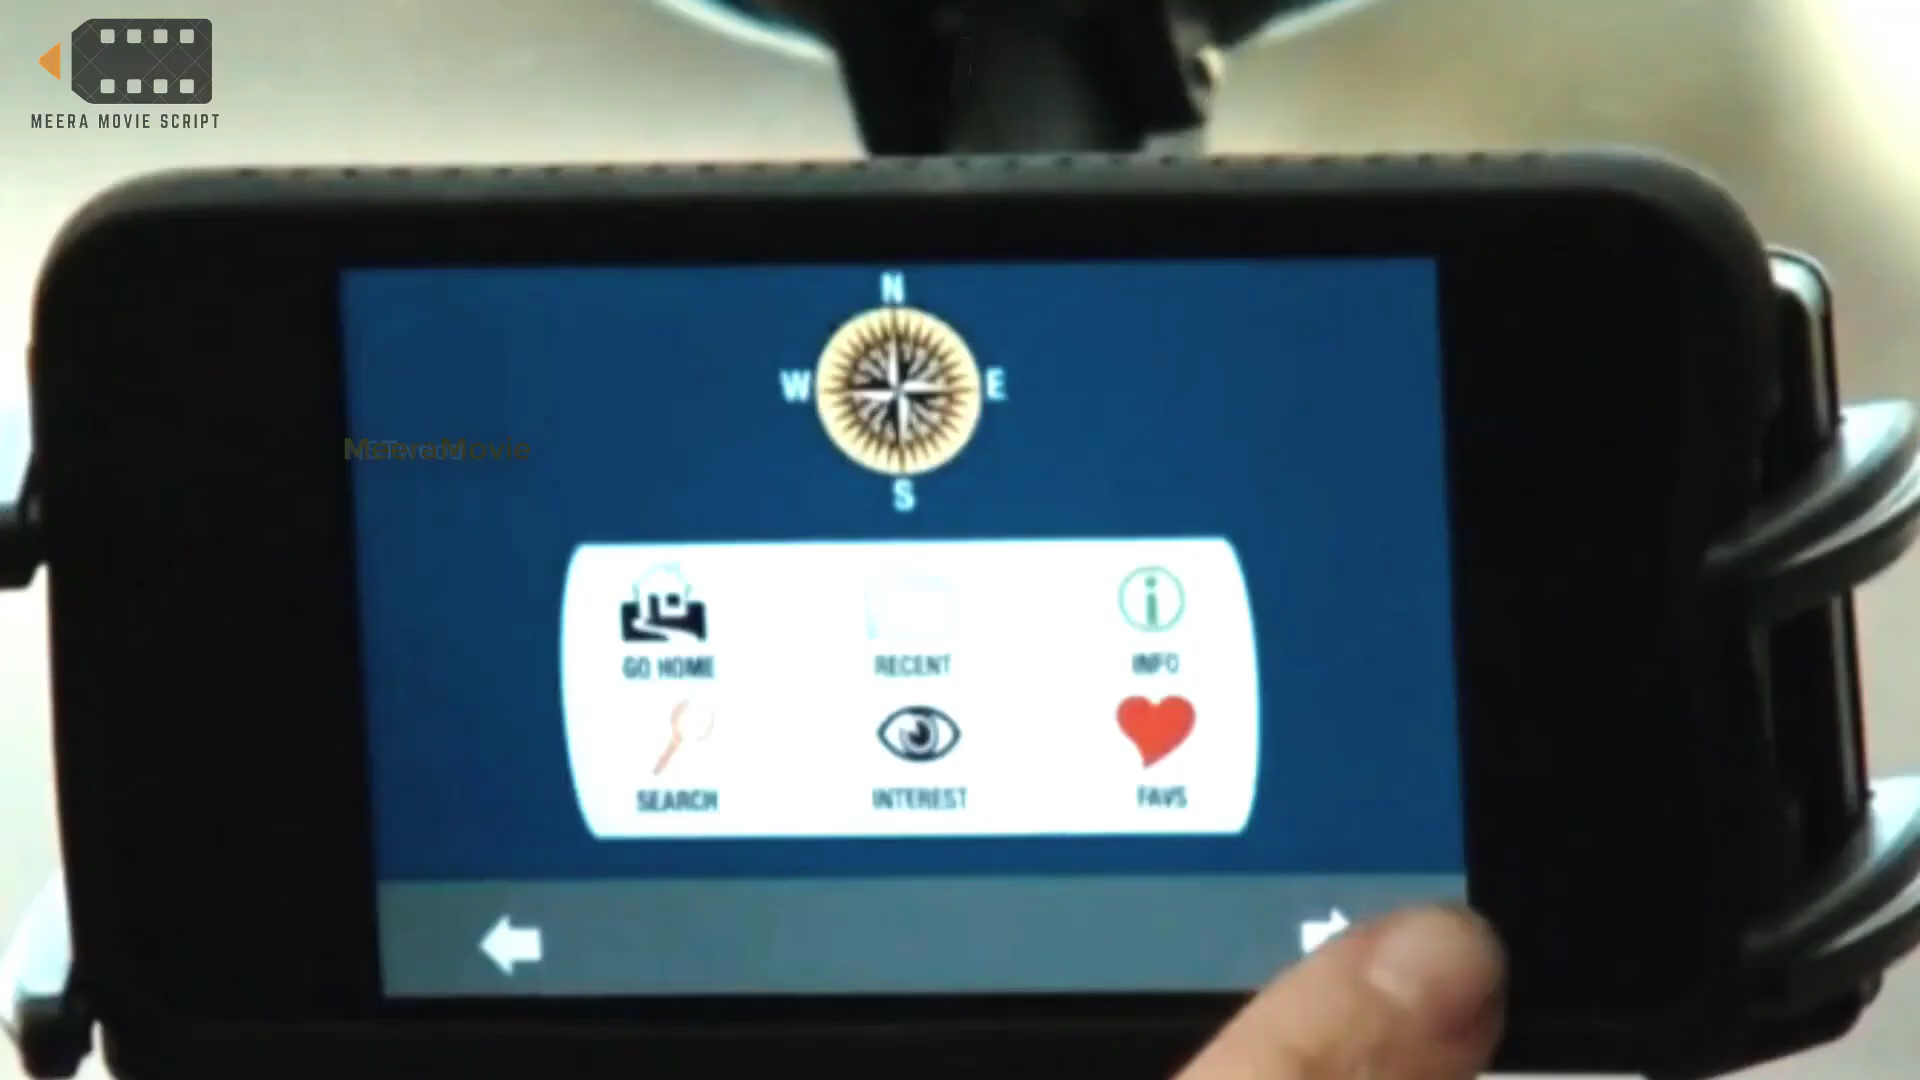 MEERA MOVIE SCRIPT
N
W E
S
GO HOME RECENT INFO
SEARCH INTEREST FAVS